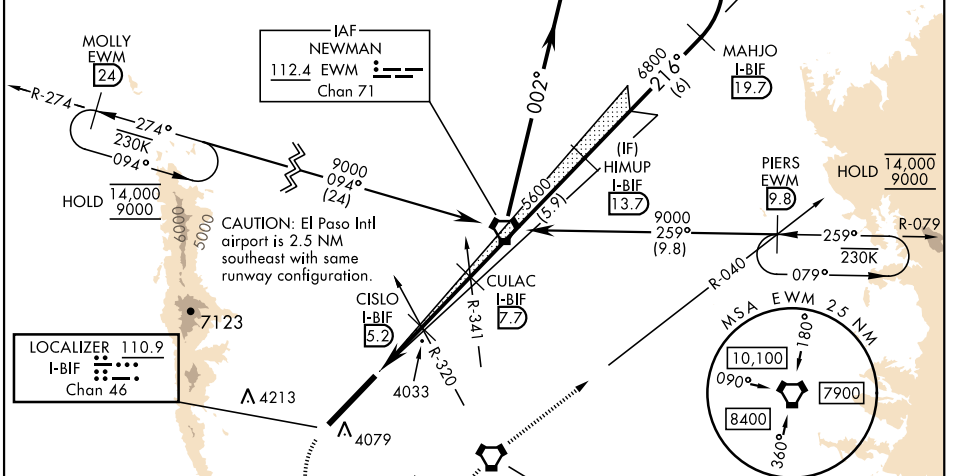 MOLLY
EWM
24
R-274
274°
230K
094°
HOLD 14,000
9000
IAF
NEWMAN
112.4 EWM
Chan 71
002°
6800
216°
(6)
MAHJO
I-BIF
19.7
(IF)
HIMUP
I-BIF
13.7
5600
(5.9)
9000
094°
(24)
PIERS
EWM
9.8
HOLD 14,000
9000
R-079
259°
230K
079°
9000
259°
(9.8)
R-040
6000
5000
CAUTION: El Paso Intl
airport is 2.5 NM
southeast with same
runway configuration.
7123
CISLO
I-BIF
5.2
CULAC
I-BIF
7.7
R-341
R-320
4033
LOCALIZER 110.9
I-BIF
Chan 46
4213
4079
MSA EWM 25 NM
180°
10,100
090°
7900
8400
360°